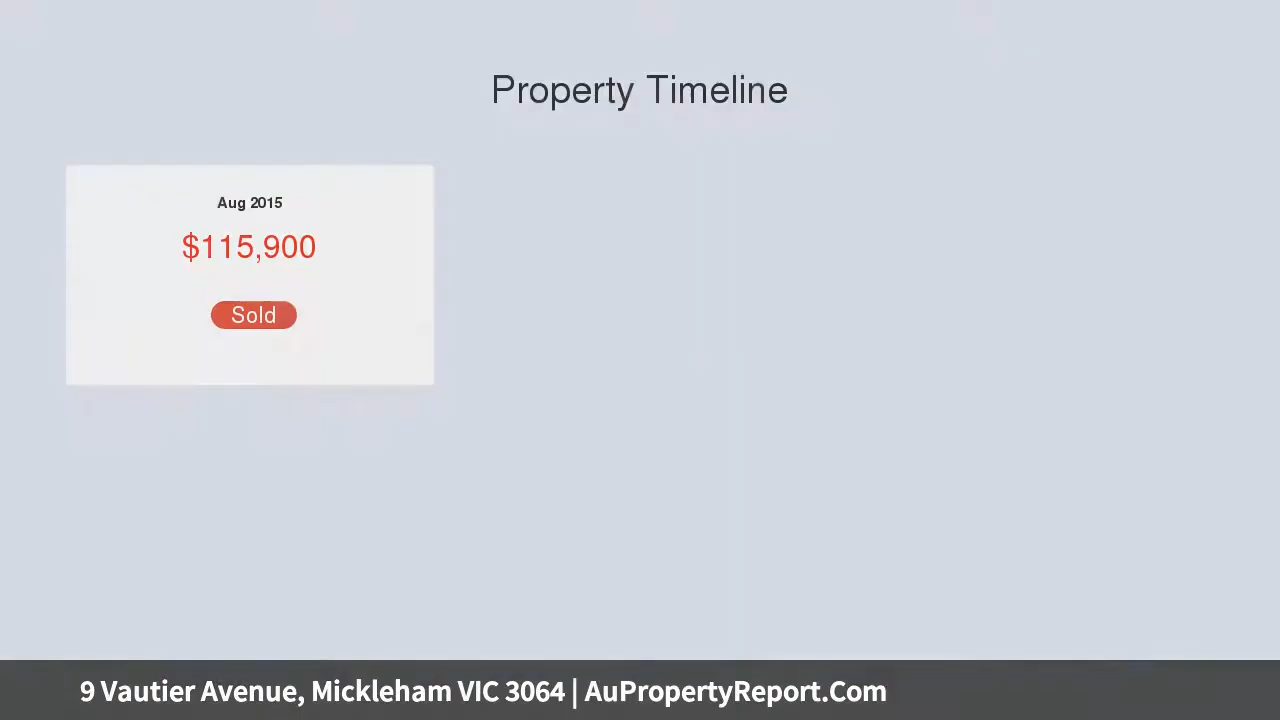 Property Timeline
Aug 2015
$115,900
Sold
9 Vautier Avenue, Mickleham VIC 3064 | AuPropertyReport.Com